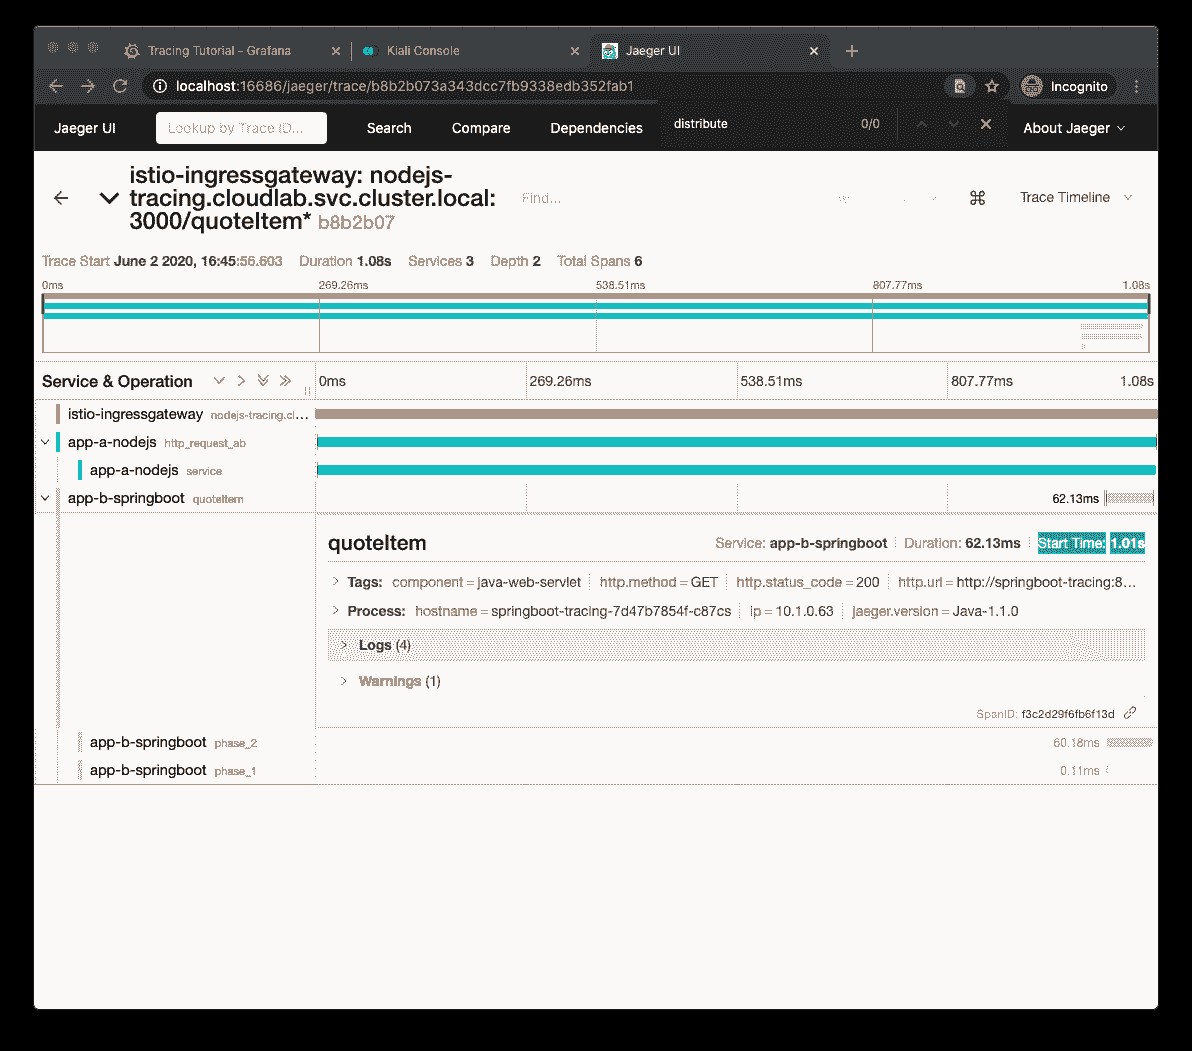 Tracing Tutorial - Grafana
Kiali Console
Jaeger UI
localhost:16686/jaeger/trace/b8b2b073a343dcc7fb9338edb352fab1
Incognito
Jaeger UI
Lookup by Trace ID...
Search
Compare
Dependencies
distribute
0/0
About Jaeger
istio-ingressgateway: nodejs-
tracing.cloudlab.svc.cluster.local:
3000/quoteItem* b8b2b07
Find...
Trace Timeline
Trace Start June 2 2020, 16:45:56.603 Duration 1.08s Services 3 Depth 2 Total Spans 6
0ms 269.26ms 538.51ms 807.77ms 1.08s
Service & Operation 0ms 269.26ms 538.51ms 807.77ms 1.08s
istio-ingressgateway nodejs-tracing.cl...
app-a-nodejs http_request_ab
app-a-nodejs service
app-b-springboot quoteItem 62.13ms
quoteItem Service: app-b-springboot Duration: 62.13ms Start Time: 1.01s
Tags: component = java-web-servlet http.method = GET http.status_code = 200 http.url = http://springboot-tracing:8...
Process: hostname = springboot-tracing-7d47b7854f-c87cs ip = 10.1.0.63 jaeger.version = Java-1.1.0
Logs (4)
Warnings (1)
SpanID: f3c2d29f6fb6f13d
app-b-springboot phase_2 60.18ms
app-b-springboot phase_1 0.11ms